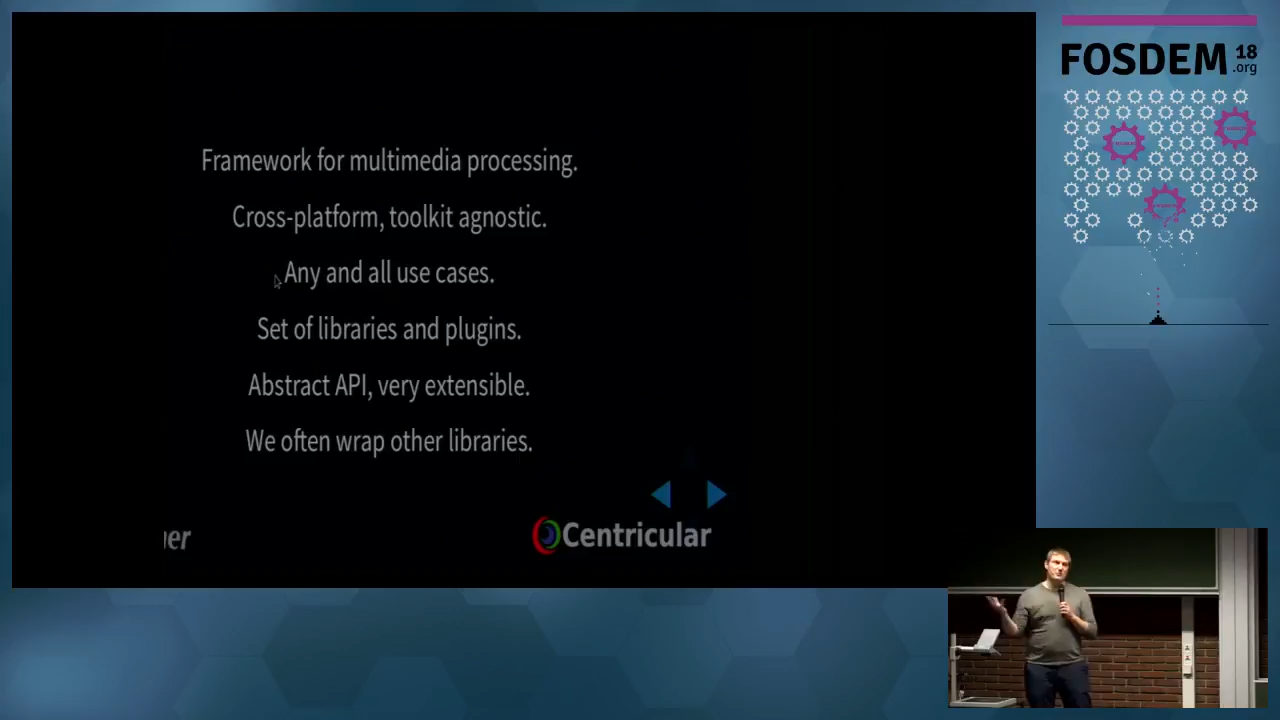 Framework for multimedia processing.
Cross-platform, toolkit agnostic.
Any and all use cases.
Set of libraries and plugins.
Abstract API, very extensible.
We often wrap other libraries.
Centricular
FOSDEM 18
.org